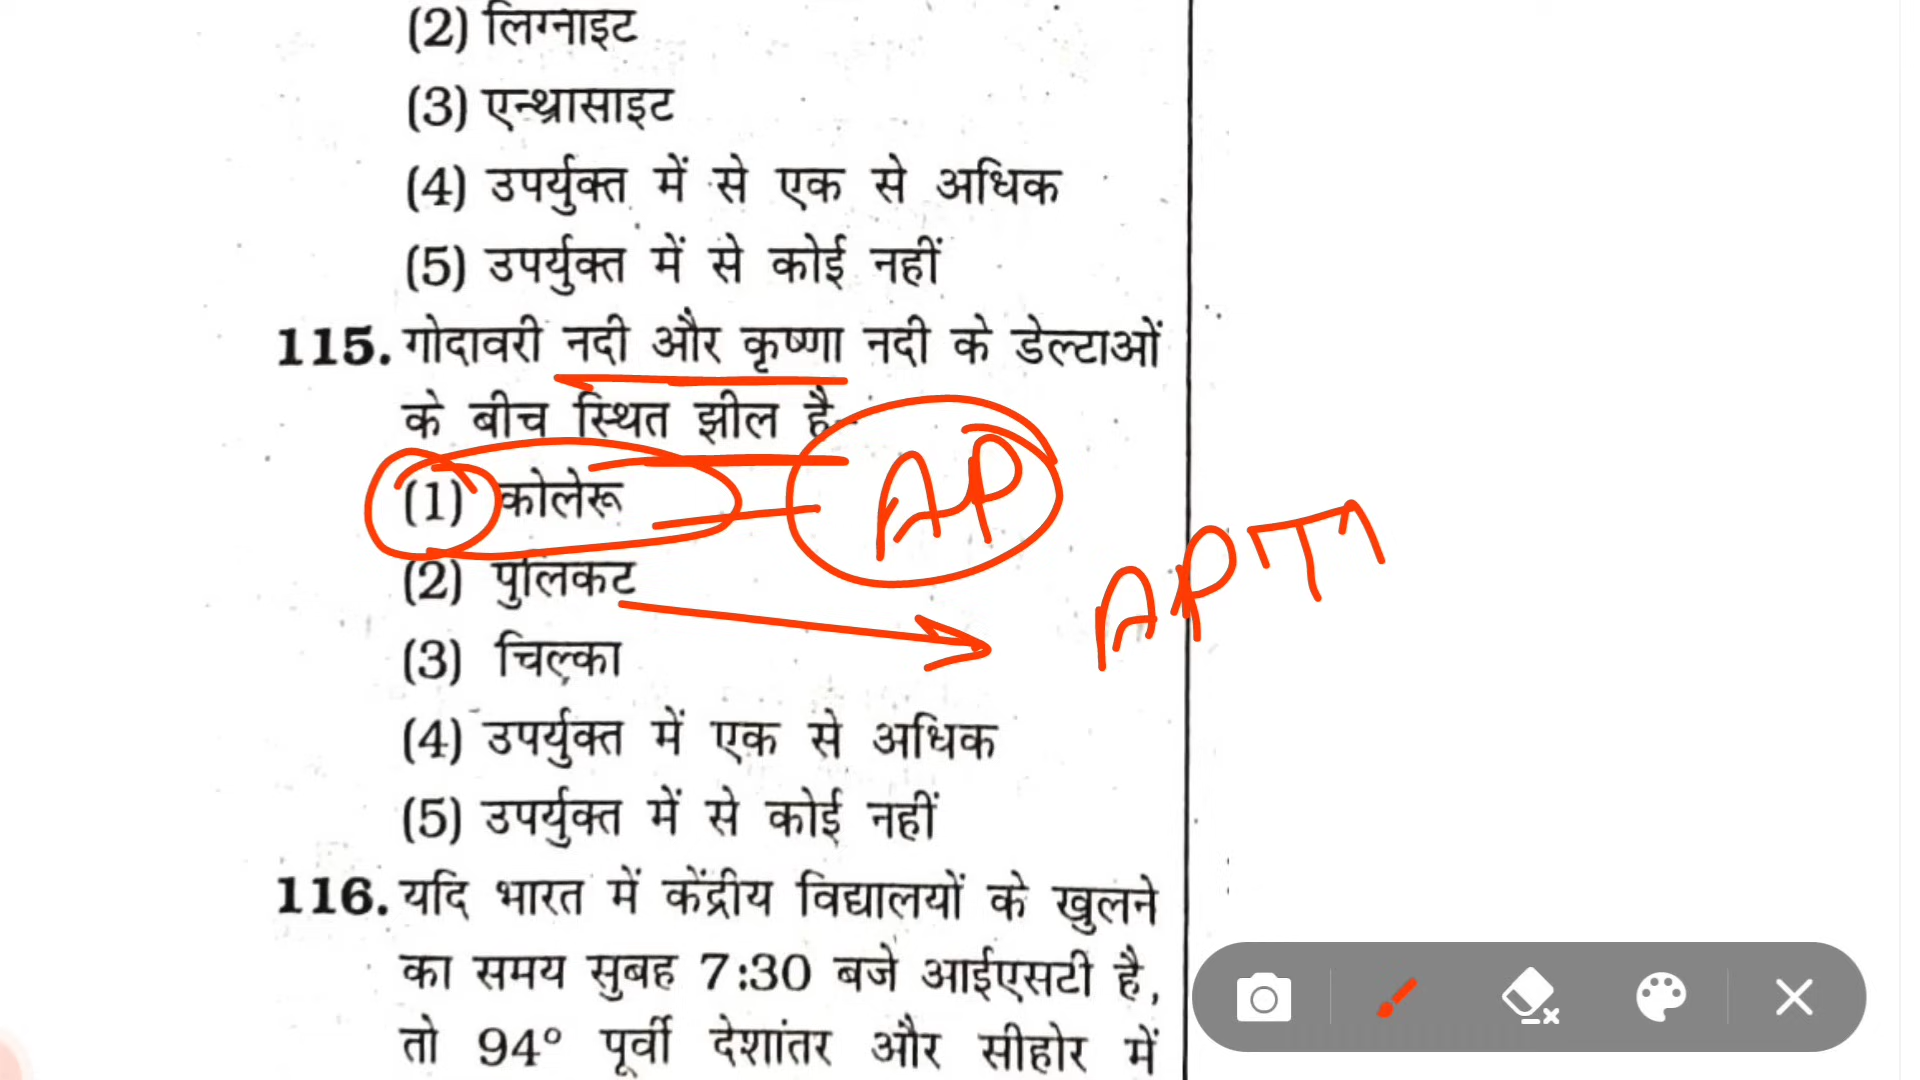 (2) लिग्नाइट
(3) एन्थ्रासाइट
(4) उपर्युक्त में से एक से अधिक
(5) उपर्युक्त में से कोई नहीं
115. गोदावरी नदी और कृष्णा नदी के डेल्टाओं
के बीच स्थित झील है-
(1) कोलेरू
AP
(2) पुलिकट
APTN
(3) चिल्का
(4) उपर्युक्त में एक से अधिक
(5) उपर्युक्त में से कोई नहीं
116. यदि भारत में केंद्रीय विद्यालयों के खुलने
का समय सुबह 7:30 बजे आईएसटी है,
तो 94° पूर्वी देशांतर और सीहोर में